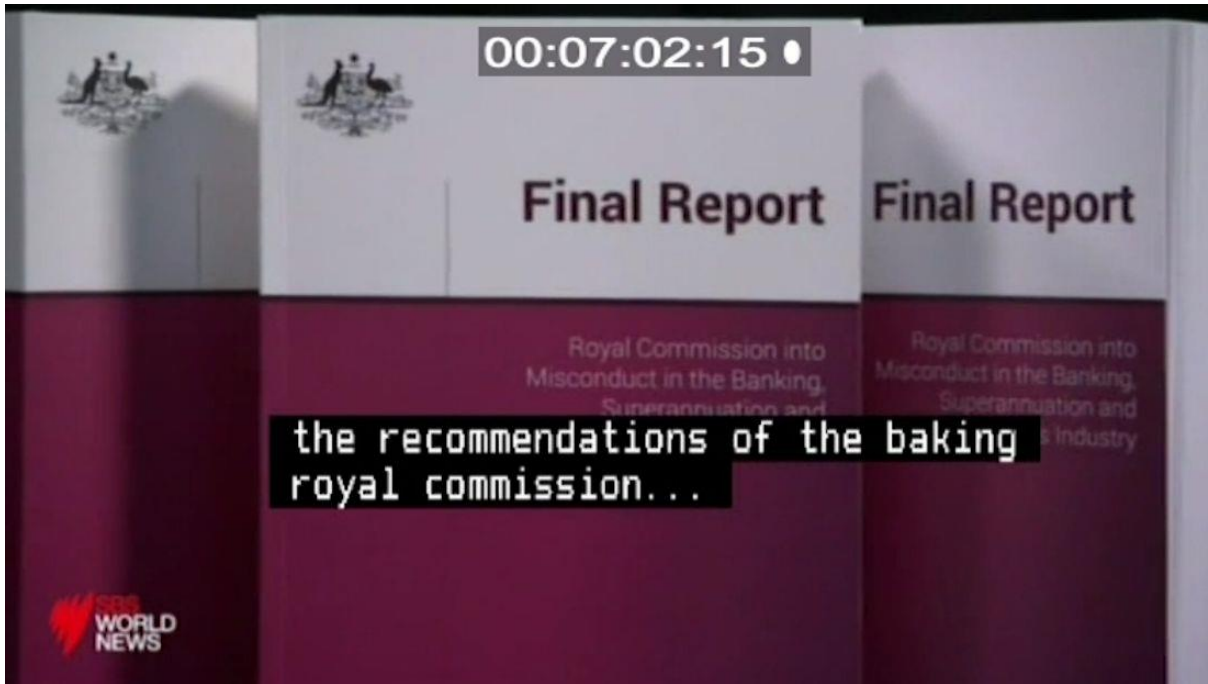 00:07:02:15
Final Report
Royal Commission into
Misconduct in the Banking,
Superannuation and
Final Report
Royal Commission into
Misconduct in the Banking,
Superannuation and
s Industry
the recommendations of the baking
royal commission...
SBS
WORLD
NEWS